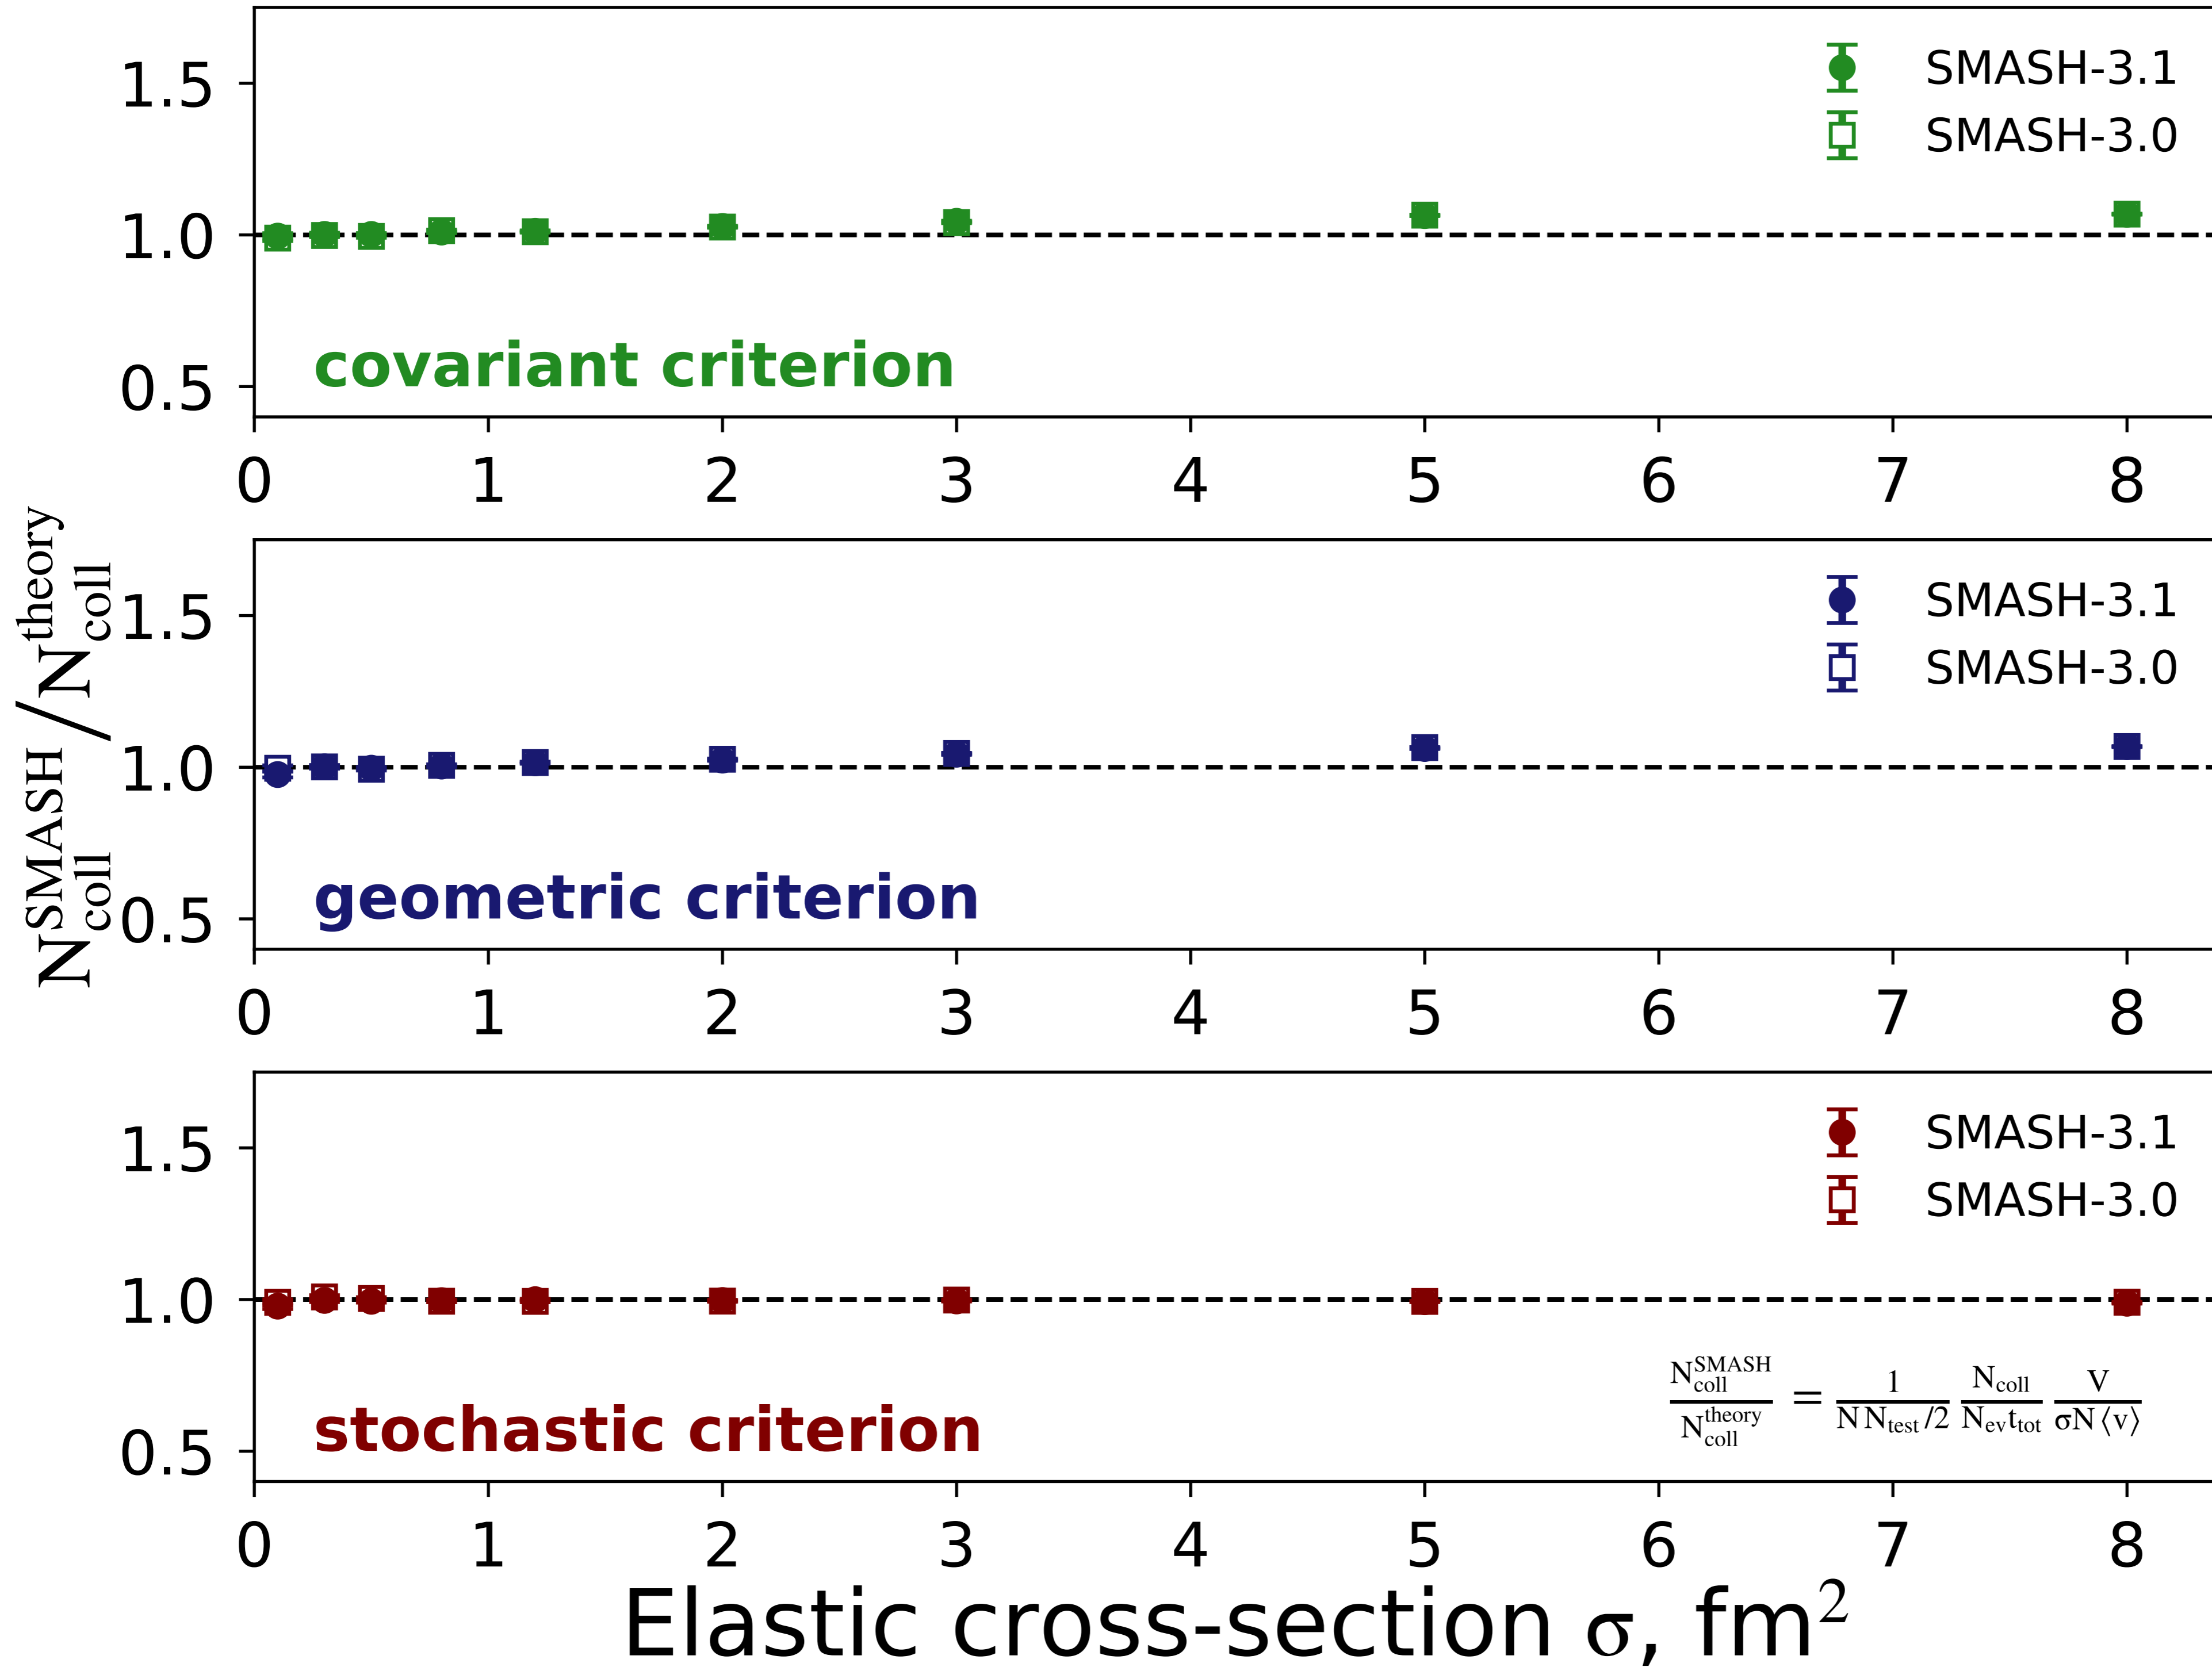 N_coll^SMASH / N_coll^theory
1.5
1.0
0.5
SMASH-3.1
SMASH-3.0
covariant criterion
0 1 2 3 4 5 6 7 8
1.5
1.0
0.5
SMASH-3.1
SMASH-3.0
geometric criterion
0 1 2 3 4 5 6 7 8
1.5
1.0
0.5
SMASH-3.1
SMASH-3.0
N_coll^SMASH / N_coll^theory = 1 / (N N_test /2) N_coll / (N_ev t_tot) V / (σN ⟨v⟩)
stochastic criterion
0 1 2 3 4 5 6 7 8
Elastic cross-section σ, fm²